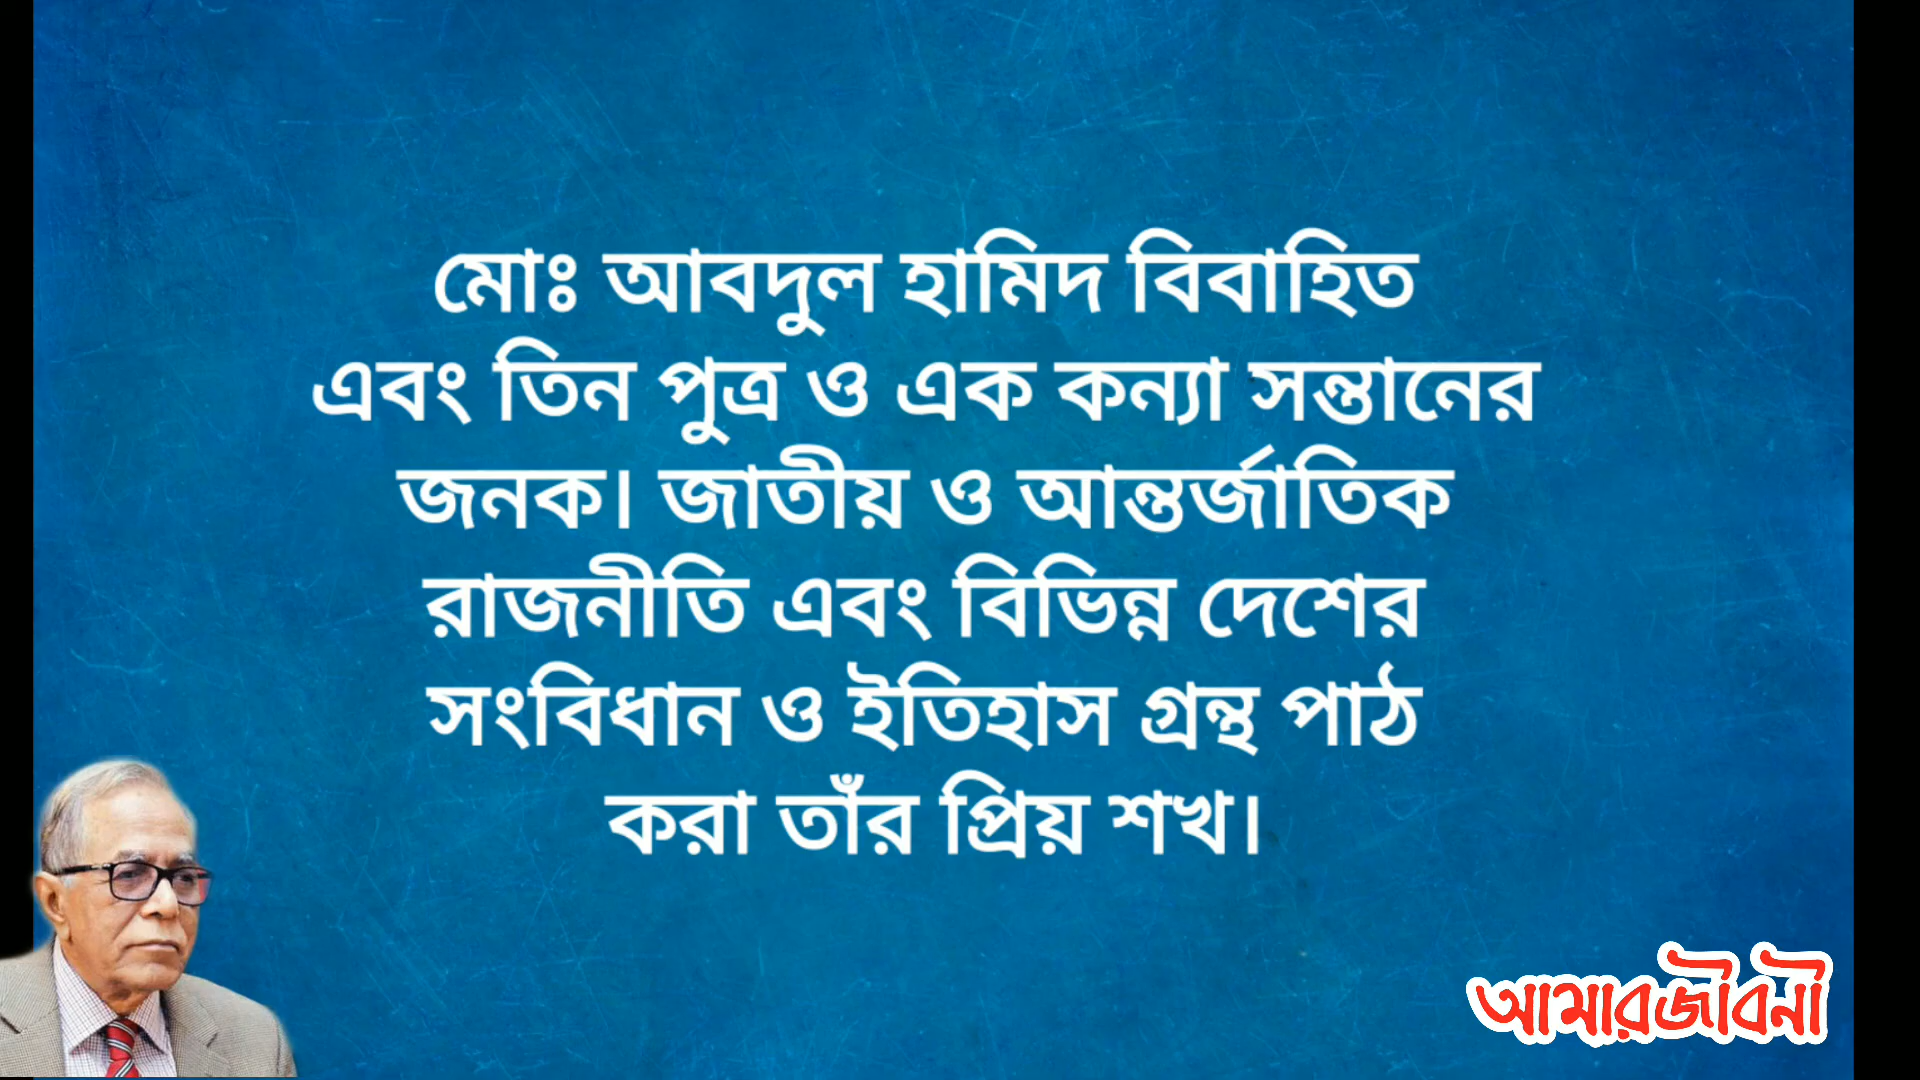 মোঃ আবদুল হামিদ বিবাহিত
এবং তিন পুত্র ও এক কন্যা সন্তানের
জনক। জাতীয় ও আন্তর্জাতিক
রাজনীতি এবং বিভিন্ন দেশের
সংবিধান ও ইতিহাস গ্রন্থ পাঠ
করা তাঁর প্রিয় শখ।
আমারজীবনী